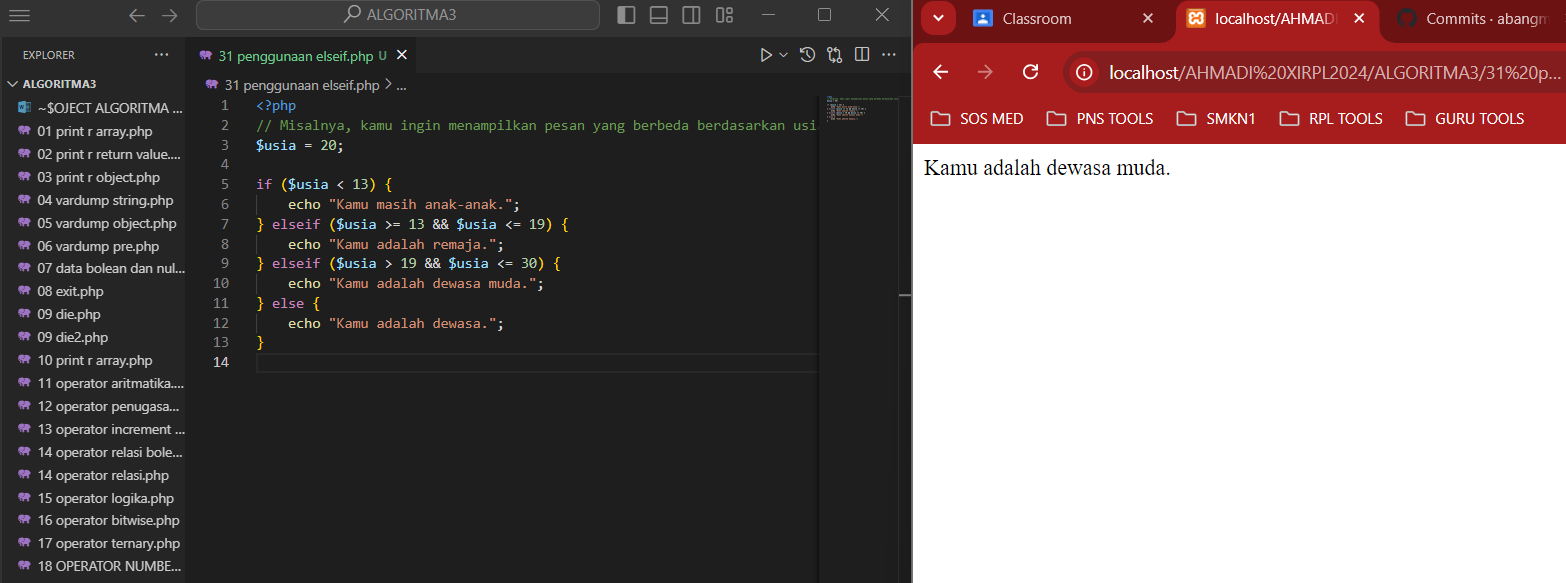 ALGORITMA3
EXPLORER
ALGORITMA3
~$OJECT ALGORITMA ...
01 print r array.php
02 print r return value....
03 print r object.php
04 vardump string.php
05 vardump object.php
06 vardump pre.php
07 data bolean dan nul...
08 exit.php
09 die.php
09 die2.php
10 print r array.php
11 operator aritmatika....
12 operator penugasa...
13 operator increment ...
14 operator relasi bole...
14 operator relasi.php
15 operator logika.php
16 operator bitwise.php
17 operator ternary.php
18 OPERATOR NUMBE...
31 penggunaan elseif.php U
31 penggunaan elseif.php > ...
1 <?php
2 // Misalnya, kamu ingin menampilkan pesan yang berbeda berdasarkan usi
3 $usia = 20;
4
5 if ($usia < 13) {
6 echo "Kamu masih anak-anak.";
7 } elseif ($usia >= 13 && $usia <= 19) {
8 echo "Kamu adalah remaja.";
9 } elseif ($usia > 19 && $usia <= 30) {
10 echo "Kamu adalah dewasa muda.";
11 } else {
12 echo "Kamu adalah dewasa.";
13 }
14
Classroom
localhost/AHMADI
Commits · abangm
localhost/AHMADI%20XIRPL2024/ALGORITMA3/31%20p...
SOS MED
PNS TOOLS
SMKN1
RPL TOOLS
GURU TOOLS
Kamu adalah dewasa muda.